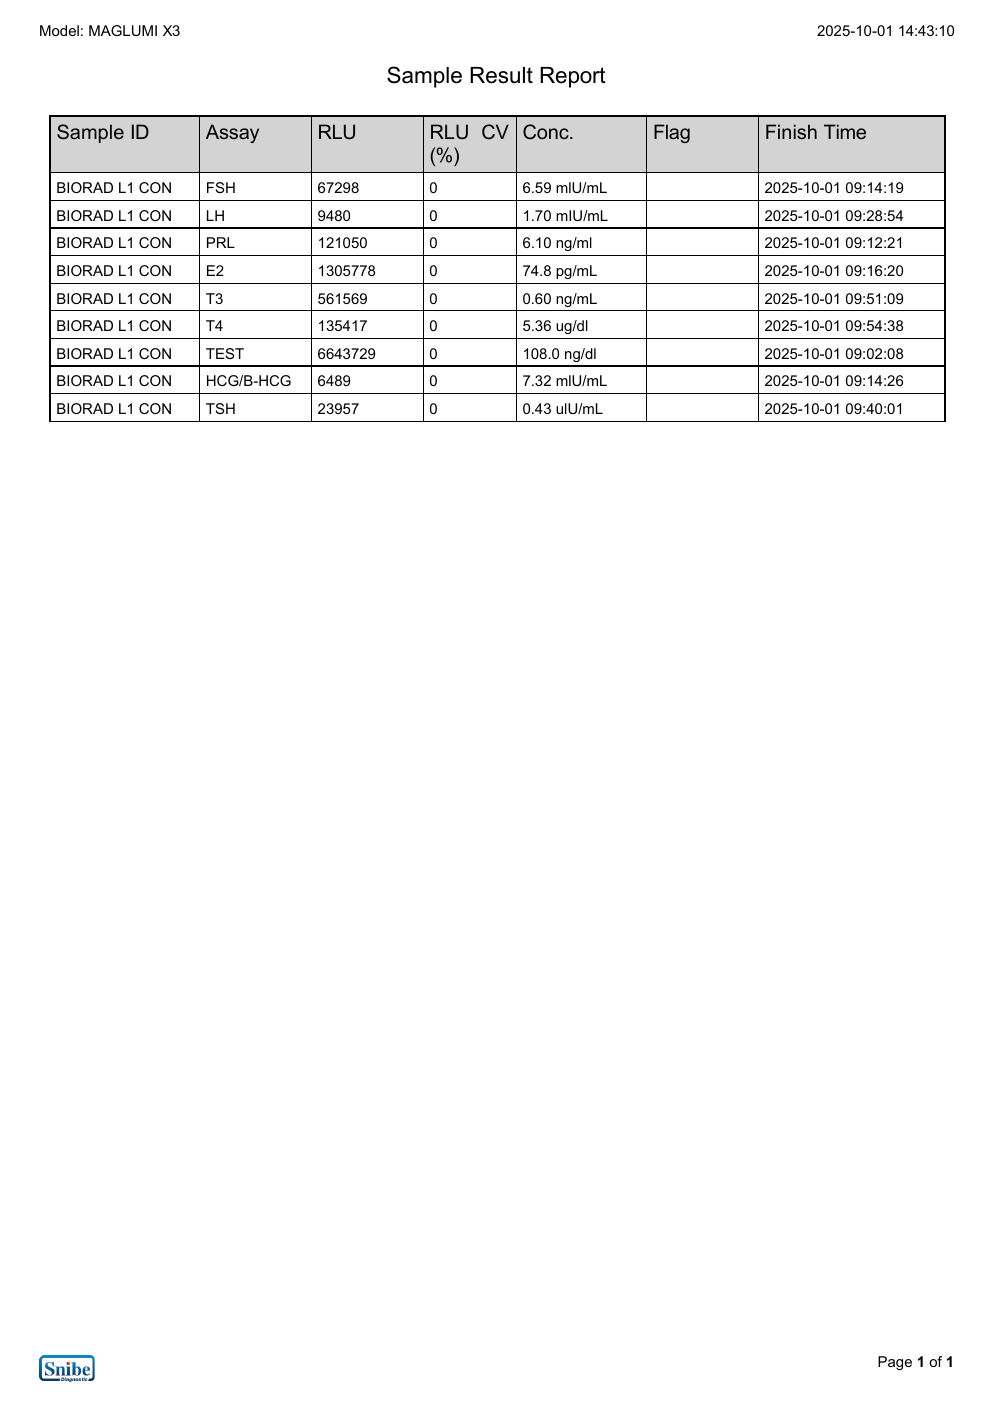 Model: MAGLUMI X3 2025-10-01 14:43:10
Sample Result Report
Sample ID Assay RLU RLU CV (%) Conc. Flag Finish Time
BIORAD L1 CON FSH 67298 0 6.59 mIU/mL 2025-10-01 09:14:19
BIORAD L1 CON LH 9480 0 1.70 mIU/mL 2025-10-01 09:28:54
BIORAD L1 CON PRL 121050 0 6.10 ng/ml 2025-10-01 09:12:21
BIORAD L1 CON E2 1305778 0 74.8 pg/mL 2025-10-01 09:16:20
BIORAD L1 CON T3 561569 0 0.60 ng/mL 2025-10-01 09:51:09
BIORAD L1 CON T4 135417 0 5.36 ug/dl 2025-10-01 09:54:38
BIORAD L1 CON TEST 6643729 0 108.0 ng/dl 2025-10-01 09:02:08
BIORAD L1 CON HCG/B-HCG 6489 0 7.32 mIU/mL 2025-10-01 09:14:26
BIORAD L1 CON TSH 23957 0 0.43 uIU/mL 2025-10-01 09:40:01
Snibe
Diagnostic
Page 1 of 1